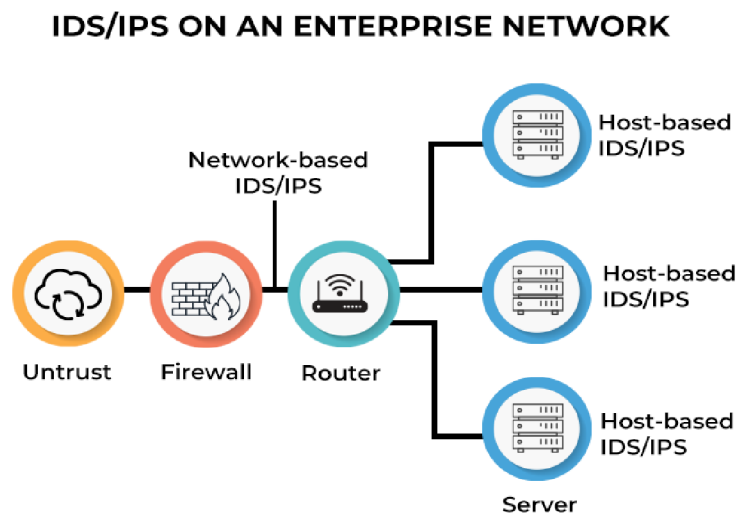 IDS/IPS ON AN ENTERPRISE NETWORK
Host-based
IDS/IPS
Network-based
IDS/IPS
Host-based
IDS/IPS
Untrust
Firewall
Router
Host-based
IDS/IPS
Server